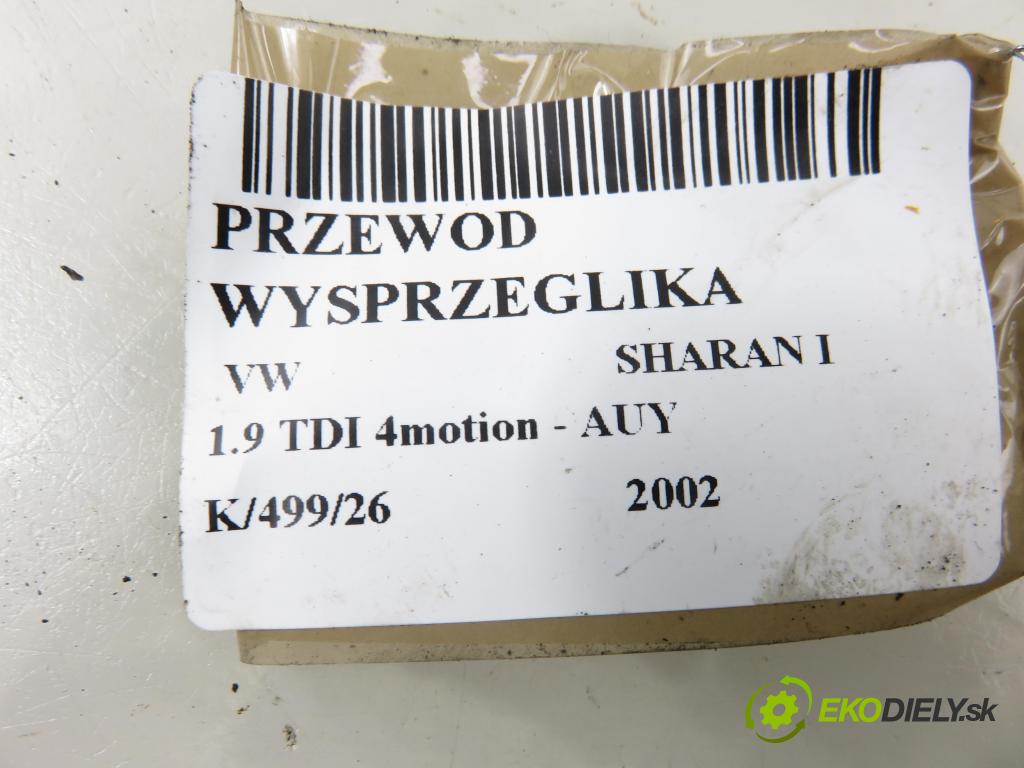 PRZEWOD
WYSPRZEGLIKA
VW SHARAN I
1.9 TDI 4motion - AUY
K/499/26 2002
EKODIELY.sk